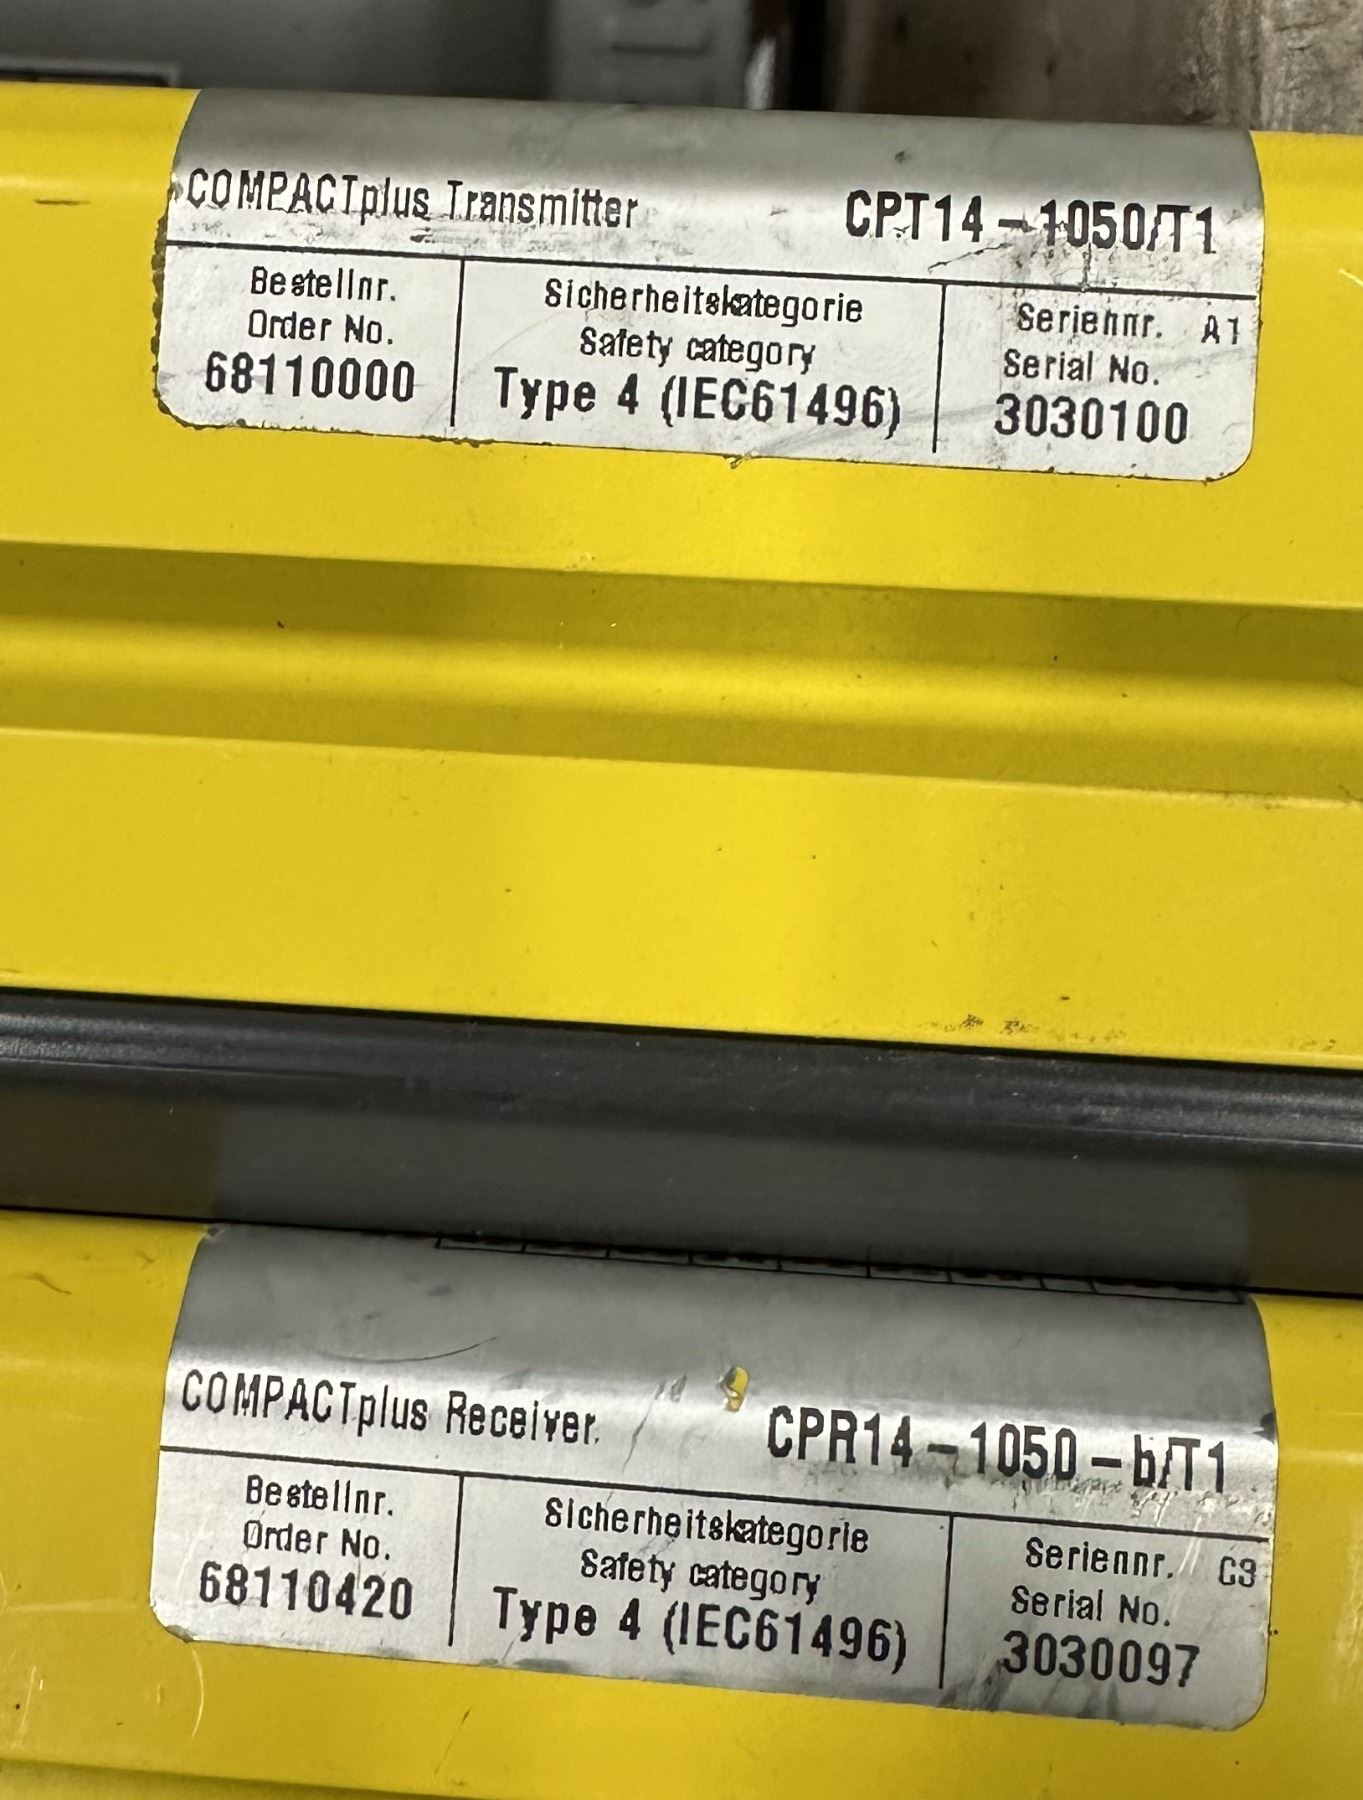 COMPACTplus Transmitter CPT14-1050/T1
Bestellnr. Sicherheitskategorie Seriennr. A1
Order No. Safety category Serial No.
68110000 Type 4 (IEC61496) 3030100
COMPACTplus Receiver CPR14-1050-b/T1
Bestellnr. Sicherheitskategorie Seriennr. C3
Order No. Safety category Serial No.
68110420 Type 4 (IEC61496) 3030097